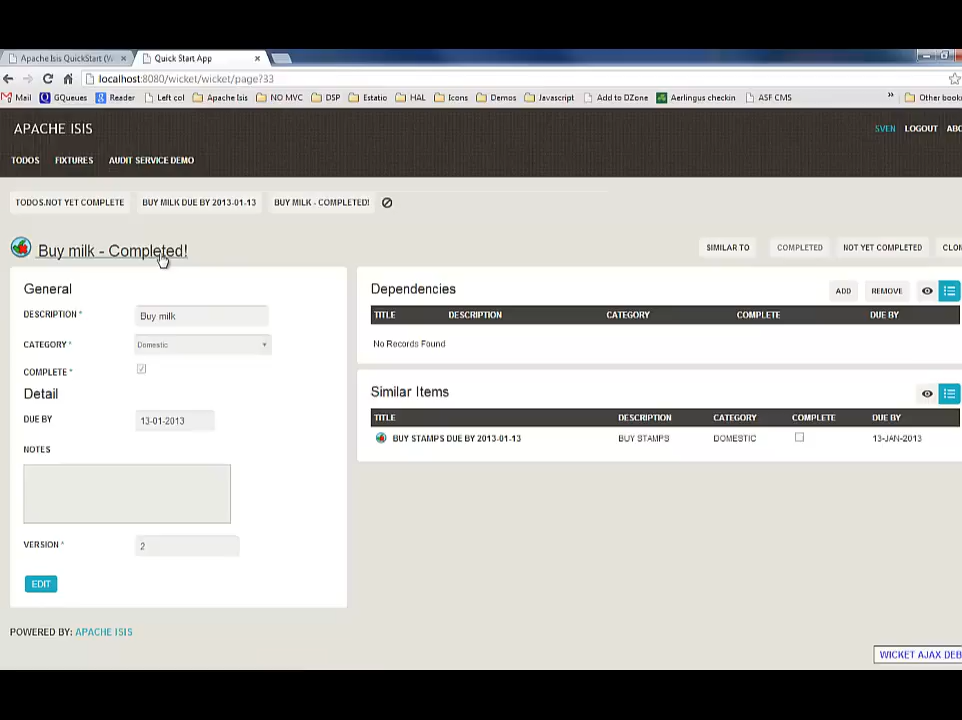 Apache Isis QuickStart (Wi
Quick Start App
localhost:8080/wicket/wicket/page?33
Mail GQueues Reader Left col Apache Isis NO MVC DSP Estatio HAL Icons Demos Javascript Add to DZone Aerlingus checkin ASF CMS » Other book
APACHE ISIS
SVEN LOGOUT ABO
TODOS FIXTURES AUDIT SERVICE DEMO
TODOS.NOT YET COMPLETE BUY MILK DUE BY 2013-01-13 BUY MILK - COMPLETED!
Buy milk - Completed!
SIMILAR TO COMPLETED NOT YET COMPLETED CLON
General
DESCRIPTION * Buy milk
CATEGORY * Domestic
COMPLETE *
Detail
DUE BY 13-01-2013
NOTES
VERSION * 2
EDIT
Dependencies
ADD REMOVE
TITLE DESCRIPTION CATEGORY COMPLETE DUE BY
No Records Found
Similar Items
TITLE DESCRIPTION CATEGORY COMPLETE DUE BY
BUY STAMPS DUE BY 2013-01-13 BUY STAMPS DOMESTIC 13-JAN-2013
POWERED BY: APACHE ISIS
WICKET AJAX DEB